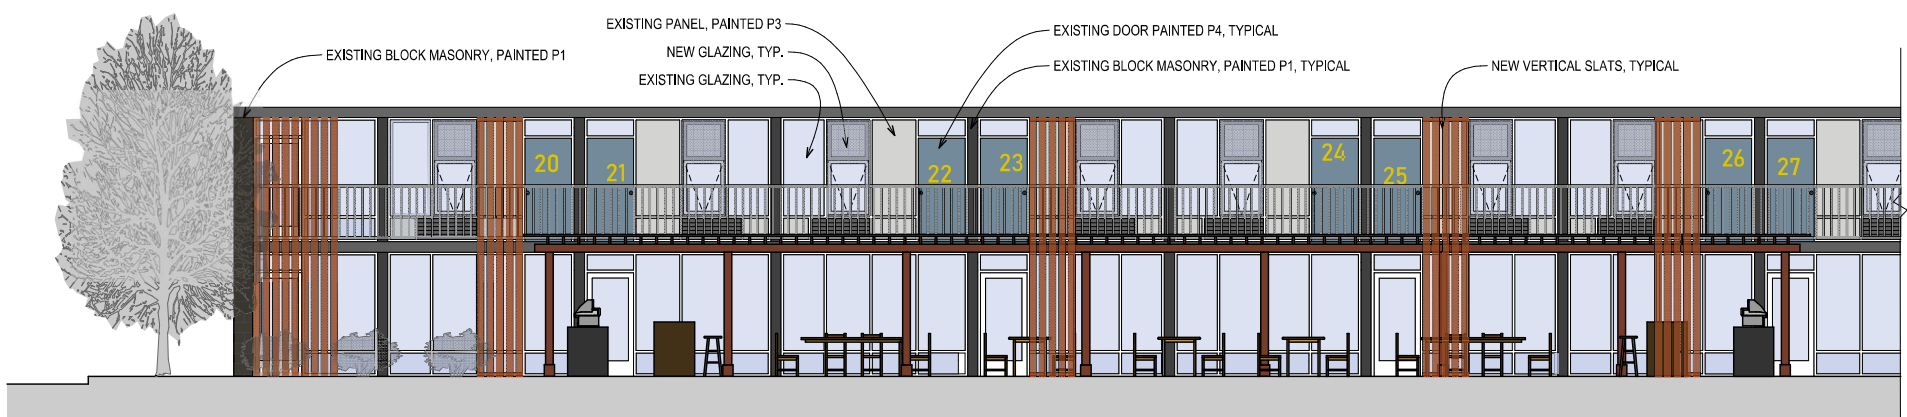 EXISTING PANEL, PAINTED P3
EXISTING BLOCK MASONRY, PAINTED P1
NEW GLAZING, TYP.
EXISTING GLAZING, TYP.
EXISTING DOOR PAINTED P4, TYPICAL
EXISTING BLOCK MASONRY, PAINTED P1, TYPICAL
NEW VERTICAL SLATS, TYPICAL
20
21
22
23
24
25
26
27